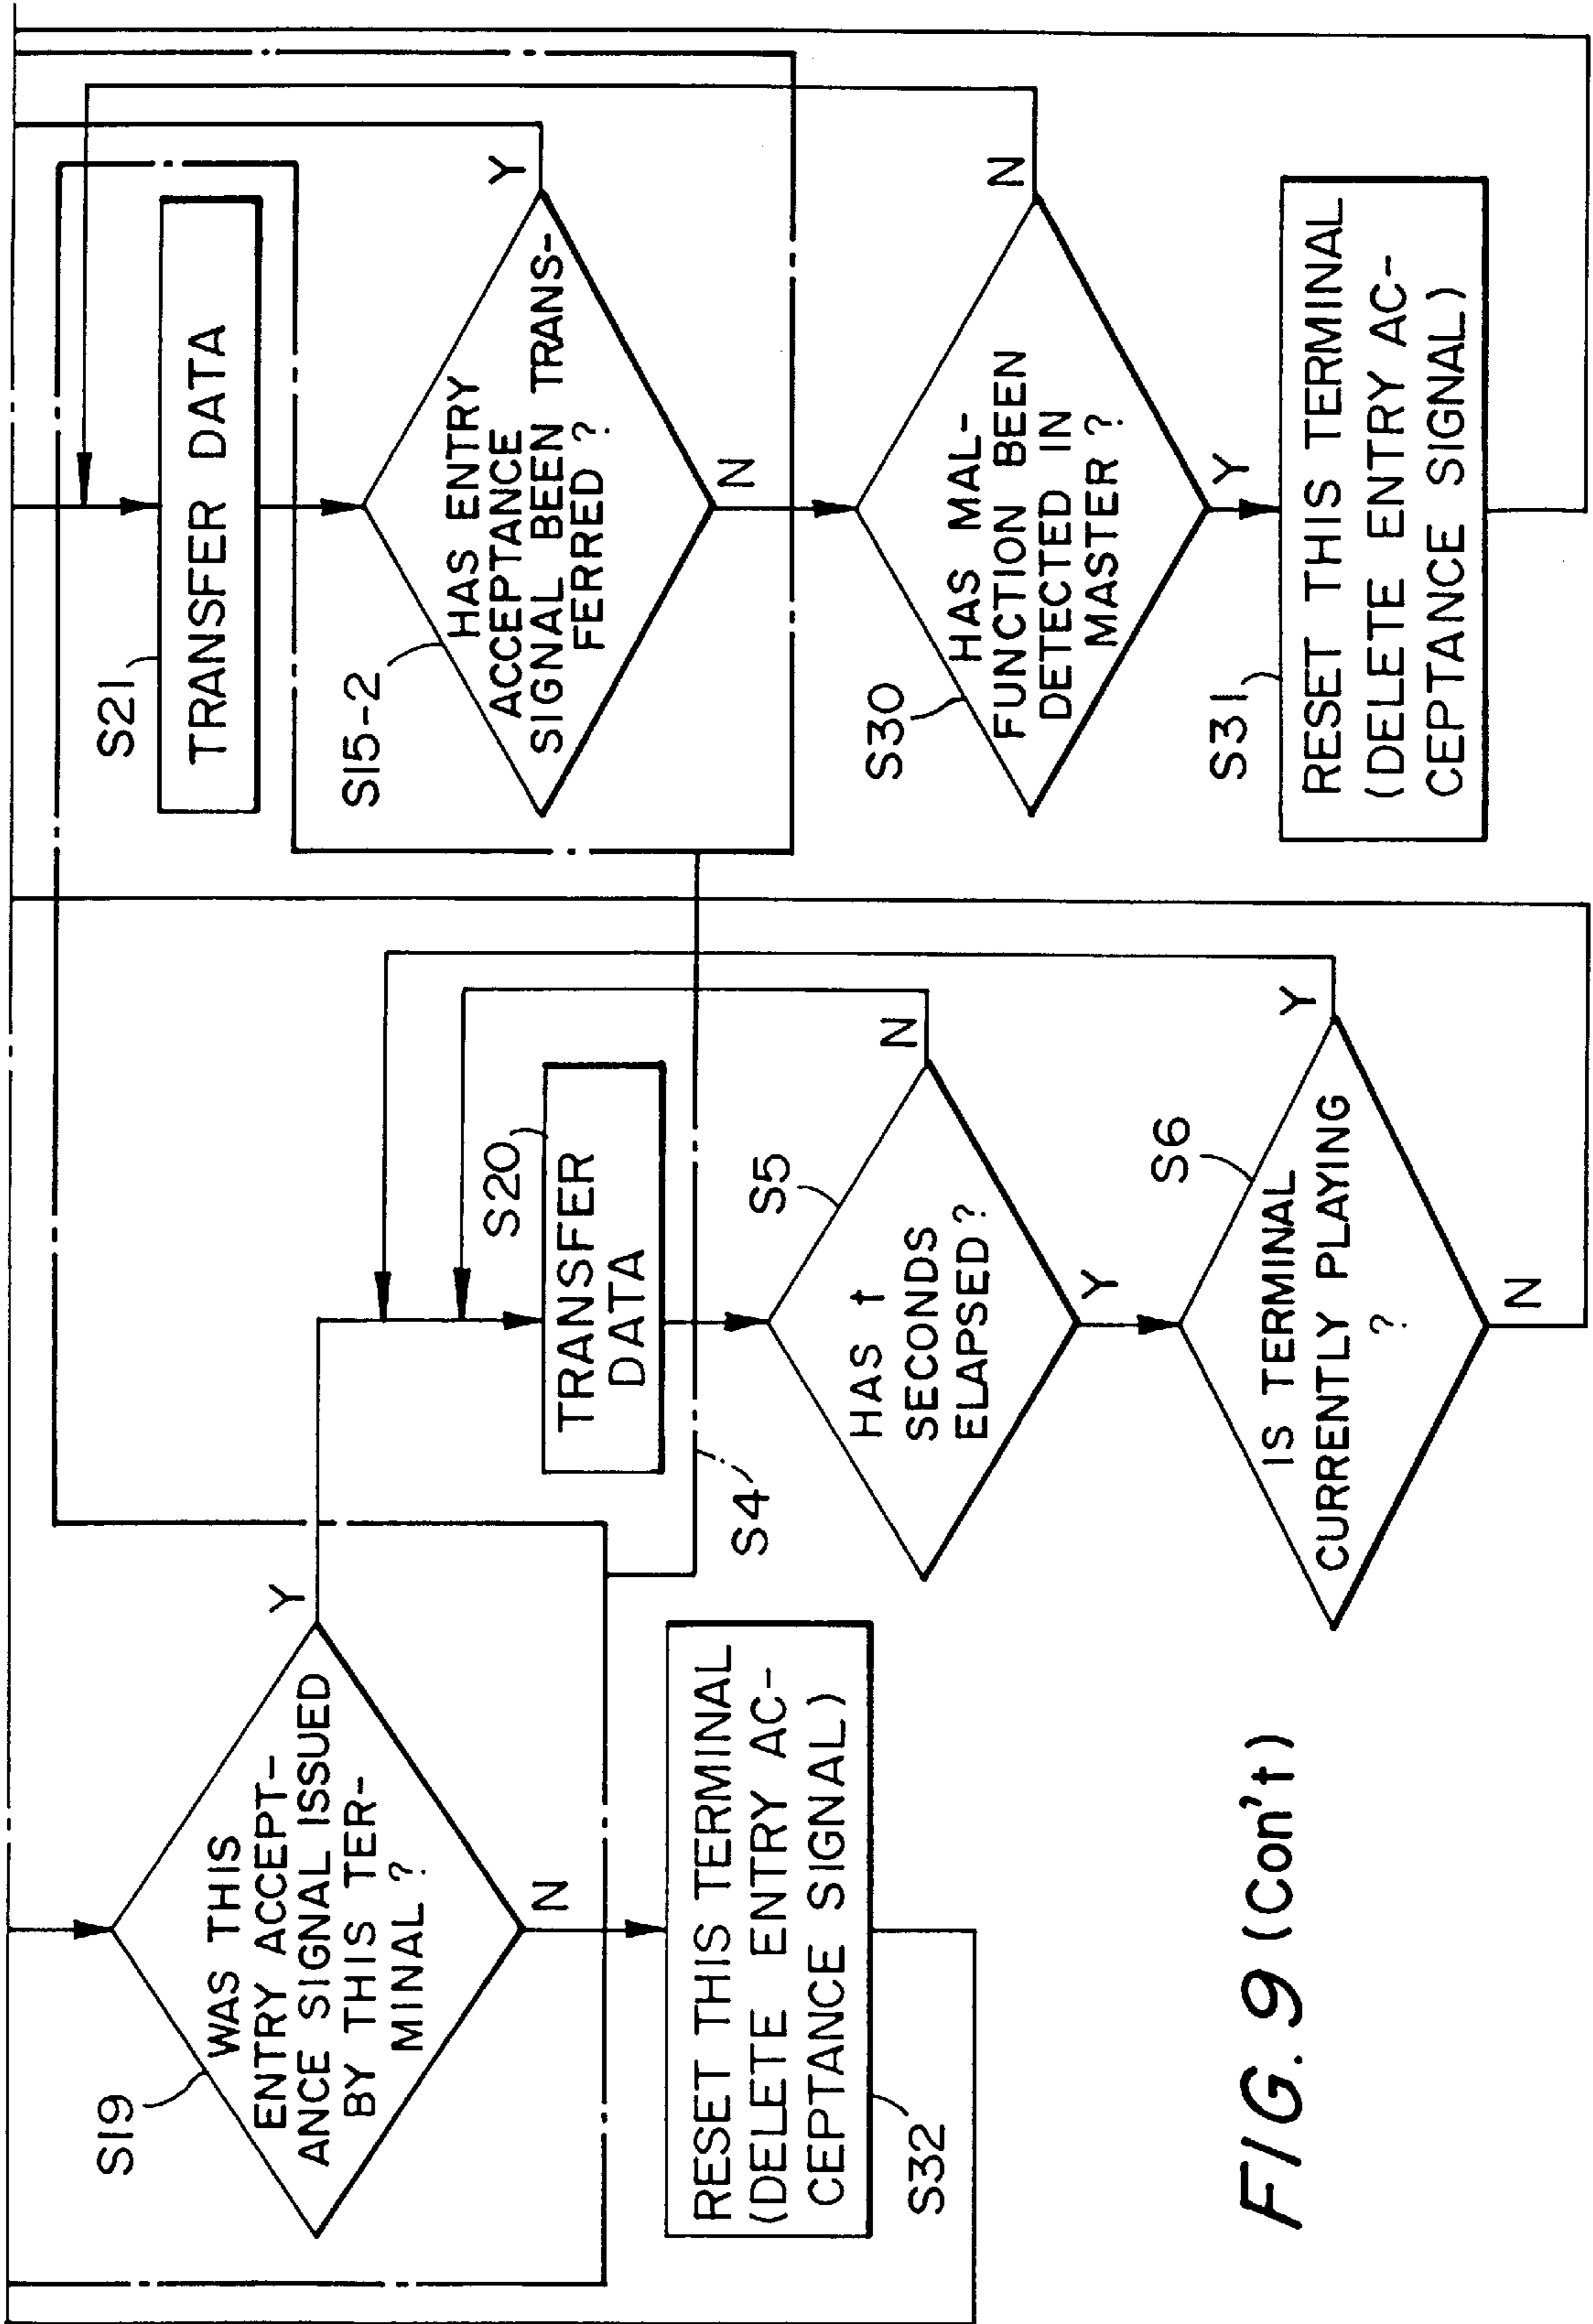 S19
WAS THIS
ENTRY ACCEPT-
ANCE SIGNAL ISSUED
BY THIS TER-
MINAL ?
Y
N
RESET THIS TERMINAL
(DELETE ENTRY AC-
CEPTANCE SIGNAL)
S32
S4
S20
TRANSFER
DATA
S5
HAS t
SECONDS
ELAPSED ?
N
Y
S6
IS TERMINAL
CURRENTLY PLAYING
?
Y
N
S21
TRANSFER DATA
S15-2
HAS ENTRY
ACCEPTANCE
SIGNAL BEEN TRANS-
FERRED ?
Y
N
S30
HAS MAL-
FUNCTION BEEN
DETECTED IN
MASTER ?
N
Y
S31
RESET THIS TERMINAL
(DELETE ENTRY AC-
CEPTANCE SIGNAL)
FIG. 9 (Con't)